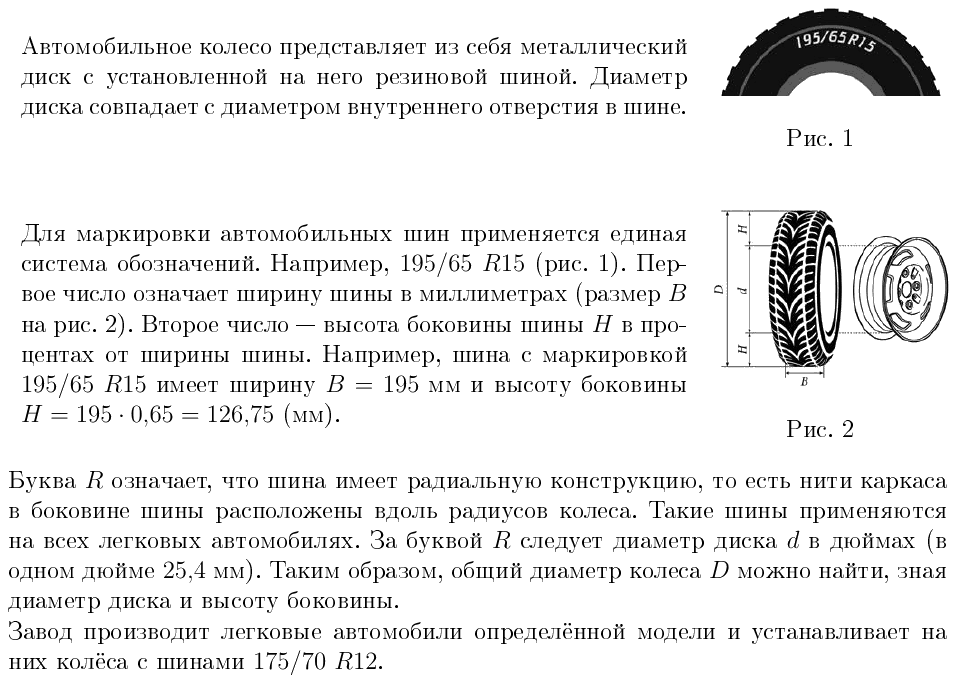 Автомобильное колесо представляет из себя металлический
диск с установленной на него резиновой шиной. Диаметр
диска совпадает с диаметром внутреннего отверстия в шине.
195/65R15
Рис. 1
Для маркировки автомобильных шин применяется единая
система обозначений. Например, 195/65 R15 (рис. 1). Пер-
вое число означает ширину шины в миллиметрах (размер B
на рис. 2). Второе число — высота боковины шины H в про-
центах от ширины шины. Например, шина с маркировкой
195/65 R15 имеет ширину B = 195 мм и высоту боковины
H = 195 · 0,65 = 126,75 (мм).
H
D
d
H
B
Рис. 2
Буква R означает, что шина имеет радиальную конструкцию, то есть нити каркаса
в боковине шины расположены вдоль радиусов колеса. Такие шины применяются
на всех легковых автомобилях. За буквой R следует диаметр диска d в дюймах (в
одном дюйме 25,4 мм). Таким образом, общий диаметр колеса D можно найти, зная
диаметр диска и высоту боковины.
Завод производит легковые автомобили определённой модели и устанавливает на
них колёса с шинами 175/70 R12.